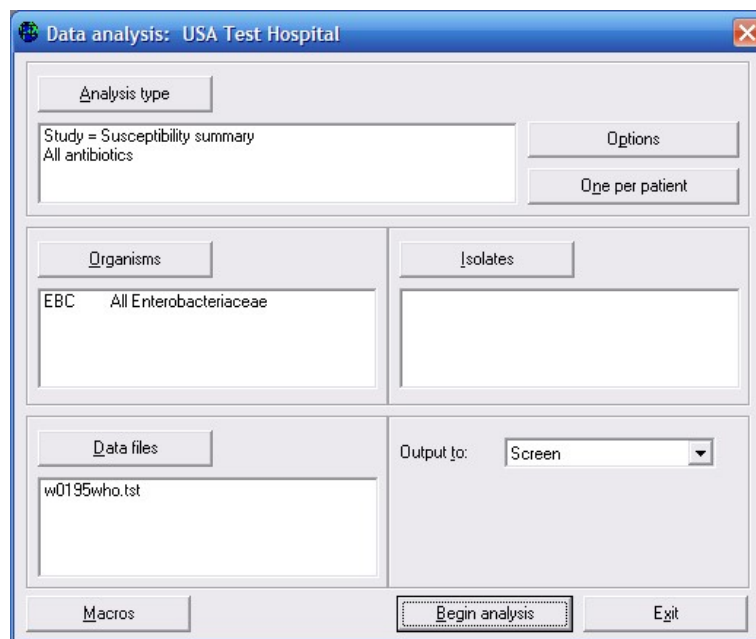 Data analysis: USA Test Hospital
Analysis type
Study = Susceptibility summary
All antibiotics
Options
One per patient
Organisms
EBC All Enterobacteriaceae
Isolates
Data files
w0195who.tst
Output to: Screen
Macros
Begin analysis
Exit